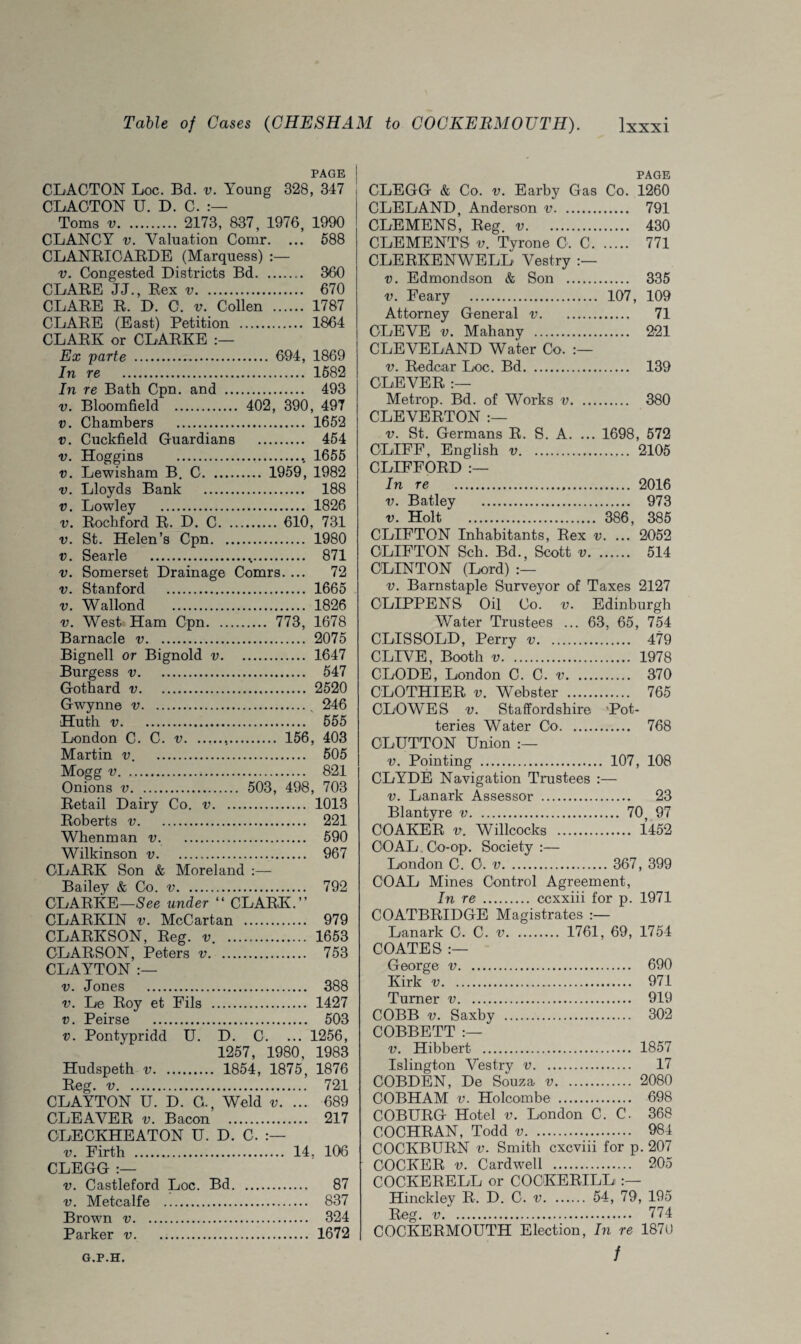 Table of Cases (CHESHAM to COCKERMOUTH). lxxxi
PAGE
CLACTON Loc. Bd. v. Young 328, 347
CLACTON U. D. C. :—
Toms v. .......... 2173, 837, 1976, 1990
CLANCY v. Valuation Comr. ... 588
CLANRICARDE (Marquess) :—
v. Congested Districts Bd. ....... 360
CLARE JJ., Rex v. .................. 670
CLARE R. D. C. v. Collen ...... 1787
CLARE (East) Petition ............ 1864
CLARK or CLARKE :—
Ex parte ...................... 694, 1869
In re .............................. 1582
In re Bath Cpn. and ............... 493
v. Bloomfield ............ 402, 390, 497
v. Chambers ........................ 1652
v. Cuckfield Guardians ......... 454
v. Hoggins ........................ 1655
v. Lewisham B. C. .......... 1959, 1982
v. Lloyds Bank .................. 188
v. Lowley ........................ 1826
v. Rochford R. D. C. .......... 610, 731
v. St. Helen's Cpn. ............... 1980
v. Searle ........................... 871
v. Somerset Drainage Comrs. ... 72
v. Stanford ........................ 1665
v. Wallond ........................ 1826
v. West Ham Cpn. .......... 773, 1678
Barnacle v. ........................... 2075
Bignell or Bignold v. ............ 1647
Burgess v. ........................... 547
Gothard v. ........................... 2520
Gwynne v. ........................... 246
Huth v. .............................. 555
London C. C. v. ............... 156, 403
Martin v. ........................... 505
Mogg v. .............................. 821
Onions v. .................. 503, 498, 703
Retail Dairy Co. v. ............... 1013
Roberts v. ........................... 221
Whenman v. ........................ 590
Wilkinson v. ........................ 967
CLARK Son & Moreland :—
Bailey & Co. v. ..................... 792
CLARKE—See under “ CLARK.”
CLARKIN v. McCartan ............ 979
CLARKSON, Reg. v. ............... 1653
CLARSON, Peters v. ............... 753
CLAYTON :—
v. Jones ........................... 388
v. Le Roy et Fils .................. 1427
v. Peirse ........................... 503
v. Pontypridd U. D. C. ... 1256,
1257, 1980, 1983
Hudspeth v. .......... 1854, 1875, 1876
Reg. v. .............................. 721
CLAYTON U. D. C., Weld v. ... 689
CLEAVER v. Bacon ............... 217
CLECKHEATON U. D. C. :—
v. Firth ........................... 14, 106
CLEGG :—
v. Castleford Loc. Bd. ............ 87
v. Metcalfe ........................ 837
Brown v. ........................... 324
Parker v. ........................... 1672
G.P.H.
PAGE
CLEGG & Co. v. Earby Gas Co. 1260
CLELAND, Anderson v. ............ 791
CLEMENS, Reg. v. .................. 430
CLEMENTS v. Tyrone C. C. ...... 771
CLERKENWELL Vestry :—
v. Edmondson & Son ............ 335
v. Feary ..................... 107, 109
Attorney General v. ............ 71
CLEVE v. Mahany .................. 221
CLEVELAND Water Co. :—
v. Redcar Loc. Bd. .................. 139
CLEVER :—
Metrop. Bd. of Works v. ......... 380
CLEVERTON :—
v. St. Germans R. S. A. ... 1698, 572
CLIFF, English v. .................. 2105
CLIFFORD :—
In re .............................. 2016
v. Batley ........................... 973
v. Holt ..................... 386, 385
CLIFTON Inhabitants, Rex v. ... 2052
CLIFTON Sch. Bd., Scott v. ...... 514
CLINTON (Lord) :—
v. Barnstaple Surveyor of Taxes 2127
CLIPPENS Oil Co. v. Edinburgh
Water Trustees ... 63, 65, 754
CLISSOLD, Perry v. ............... 479
CLIVE, Booth v. ..................... 1978
CLODE, London C. C. v. ......... 370
CLOTHIER v. Webster ............ 765
CLOWES v. Staffordshire Pot-
teries Water Co. ............ 768
CLUTTON Union :—
v. Pointing .................. 107, 108
CLYDE Navigation Trustees :—
v. Lanark Assessor .................. 23
Blantyre v. ........................ 70, 97
COAKER v. Willcocks ............ 1452
COAL Co-op. Society :—
London C. C. v. .................. 367, 399
COAL Mines Control Agreement,
In re ......... ccxxiii for p. 1971
COATBRIDGE Magistrates :—
Lanark C. C. v. ......... 1761, 69, 1754
COATES :—
George v. ........................... 690
Kirk v. .............................. 971
Turner v. ........................... 919
COBB v. Saxby ..................... 302
COBBETT :—
v. Hibbert ........................ 1857
Islington Vestry v. ............... 17
COBDEN, De Souza v. ............ 2080
COBHAM v. Holcombe ............ 698
COBURG Hotel v. London C. C. 368
COCHRAN, Todd v. .................. 984
COCKBURN v. Smith cxcviii for p. 207
COCKER v. Cardwell ............... 205
COCKERELL or COCKERILL :—
Hinckley R. D. C. v. ...... 54, 79, 195
Reg. v. .............................. 774
COCKERMOUTH Election, In re 1870
f